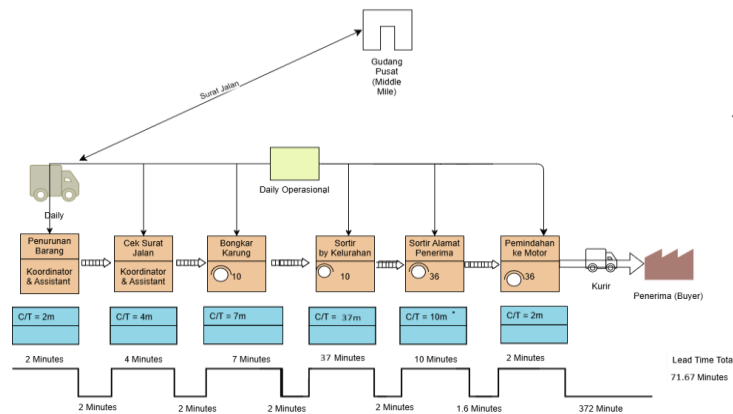 Gudang
Pusat
(Middle
Mile)
Surat Jalan
Daily
Daily Operasional
Penurunan
Barang
Koordinator
& Assistant
Cek Surat
Jalan
Koordinator
& Assistant
Bongkar
Karung
10
Sortir
by Kelurahan
10
Sortir Alamat
Penerima
36
Pemindahan
ke Motor
36
Kurir
Penerima (Buyer)
C/T = 2m
C/T = 4m
C/T = 7m
C/T = 37m
C/T = 10m *
C/T = 2m
2 Minutes
4 Minutes
7 Minutes
37 Minutes
10 Minutes
2 Minutes
Lead Time Tota
71.67 Minutes
2 Minutes
2 Minutes
2 Minutes
2 Minutes
1.6 Minutes
372 Minute